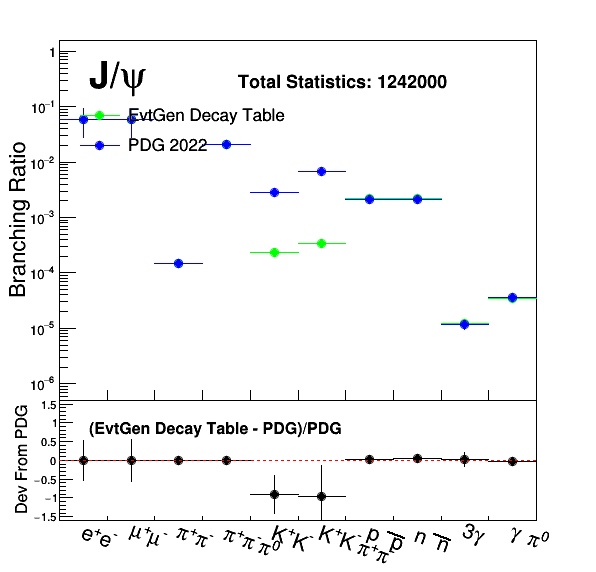 J/ψ
Total Statistics: 1242000
EvtGen Decay Table
PDG 2022
Branching Ratio
1
10⁻¹
10⁻²
10⁻³
10⁻⁴
10⁻⁵
10⁻⁶
(EvtGen Decay Table - PDG)/PDG
Dev From PDG
1.5
1
0.5
0
−0.5
−1
−1.5
e⁺e⁻
μ⁺μ⁻
π⁺π⁻
π⁺π⁻π⁰
K⁺K⁻
K⁺K⁻π⁺π⁻
p p̅
n n̅
3γ
γ π⁰